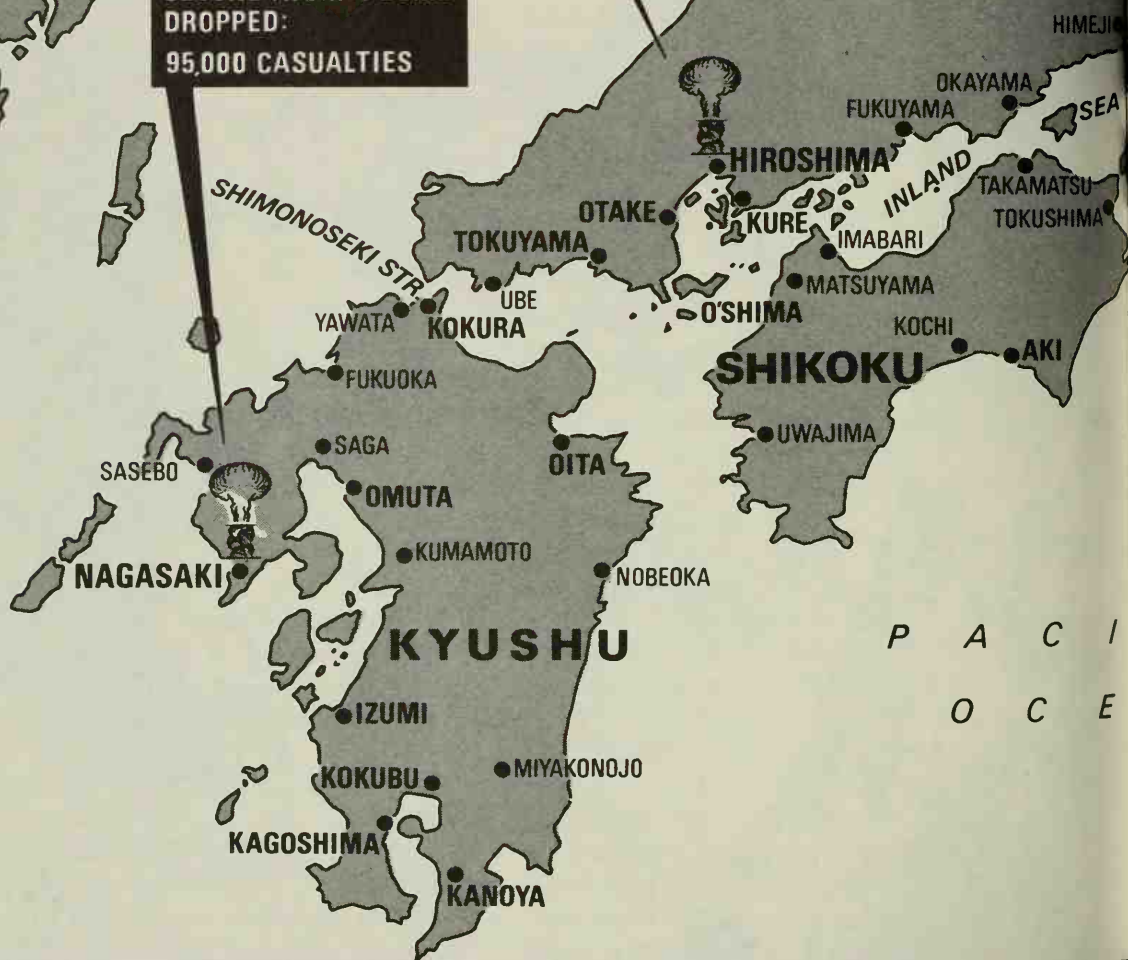 DROPPED:
95,000 CASUALTIES
HIMEJI
OKAYAMA
FUKUYAMA
SEA
HIROSHIMA
INLAND
TAKAMATSU
TOKUSHIMA
SHIMONOSEKI STR.
OTAKE
KURE
TOKUYAMA
IMABARI
UBE
MATSUYAMA
YAWATA
KOKURA
O'SHIMA
KOCHI
AKI
SHIKOKU
FUKUOKA
UWAJIMA
SAGA
SASEBO
OITA
OMUTA
KUMAMOTO
NAGASAKI
NOBEOKA
KYUSHU
PACI
OCE
IZUMI
KOKUBU
MIYAKONOJO
KAGOSHIMA
KANOYA